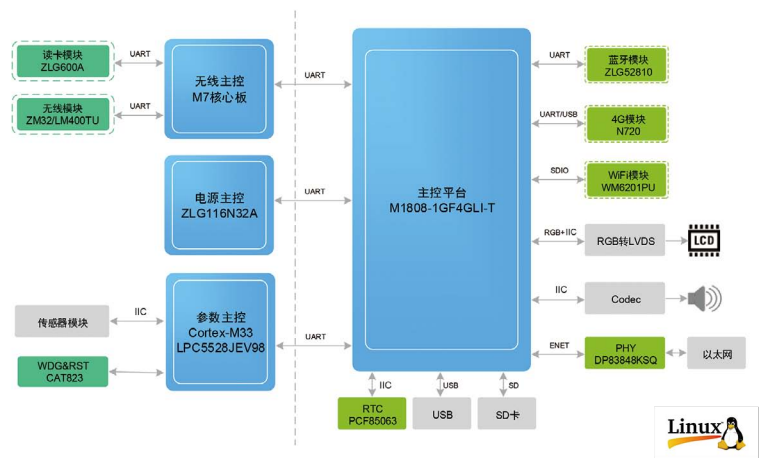 读卡模块
ZLG600A
UART
无线模块
ZM32/LM400TU
UART
无线主控
M7核心板
UART
电源主控
ZLG116N32A
UART
传感器模块
IIC
WDG&RST
CAT823
参数主控
Cortex-M33
LPC5528JEV98
UART
主控平台
M1808-1GF4GLI-T
UART
蓝牙模块
ZLG52810
UART/USB
4G模块
N720
SDIO
WiFi模块
WM6201PU
RGB+IIC
RGB转LVDS
LCD
IIC
Codec
ENET
PHY
DP83848KSQ
以太网
IIC
USB
SD
RTC
PCF85063
USB
SD卡
Linux